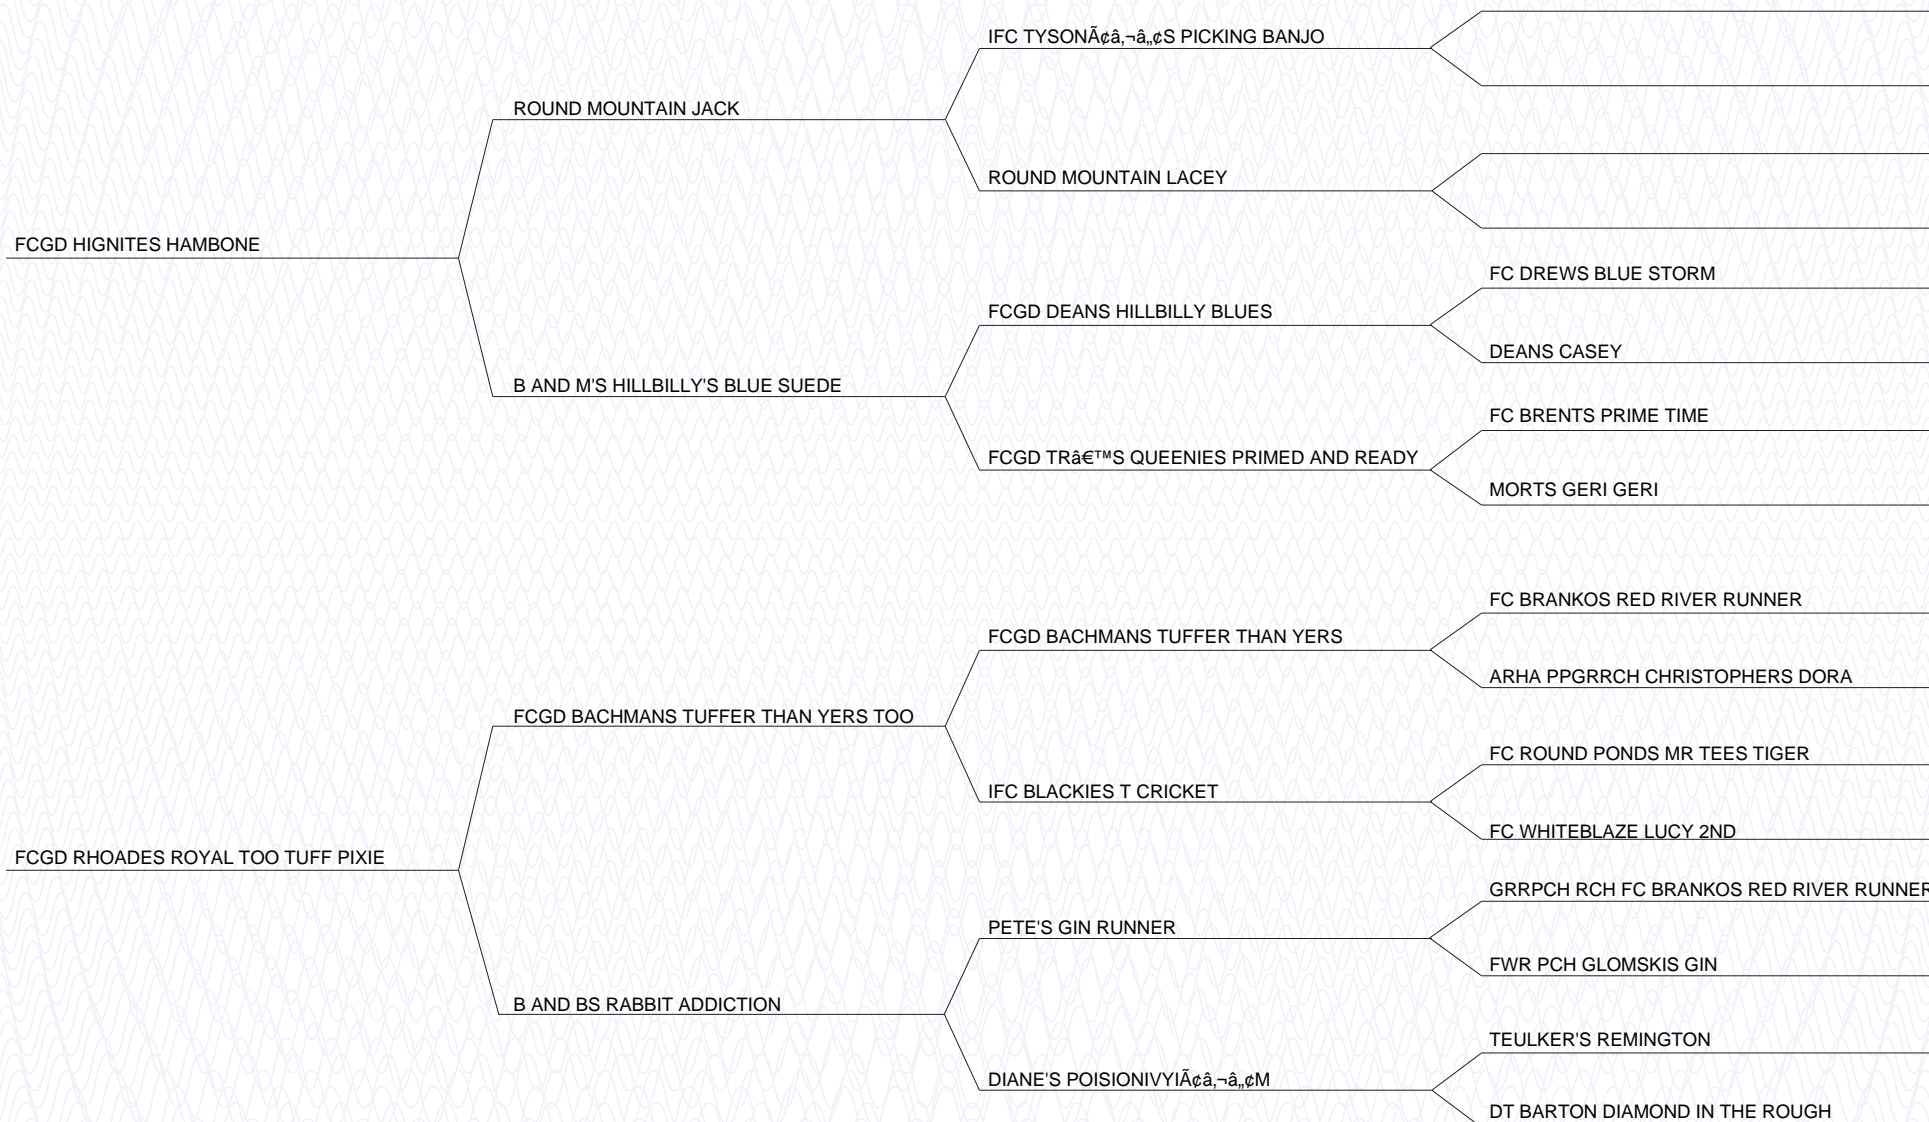 IFC TYSONÃ¢â‚¬â„¢S PICKING BANJO
ROUND MOUNTAIN JACK
ROUND MOUNTAIN LACEY
FCGD HIGNITES HAMBONE
FC DREWS BLUE STORM
FCGD DEANS HILLBILLY BLUES
DEANS CASEY
B AND M'S HILLBILLY'S BLUE SUEDE
FC BRENTS PRIME TIME
FCGD TRâ€™S QUEENIES PRIMED AND READY
MORTS GERI GERI
FC BRANKOS RED RIVER RUNNER
FCGD BACHMANS TUFFER THAN YERS
ARHA PPGRRCH CHRISTOPHERS DORA
FCGD BACHMANS TUFFER THAN YERS TOO
FC ROUND PONDS MR TEES TIGER
IFC BLACKIES T CRICKET
FC WHITEBLAZE LUCY 2ND
FCGD RHOADES ROYAL TOO TUFF PIXIE
GRRPCH RCH FC BRANKOS RED RIVER RUNNER
PETE'S GIN RUNNER
FWR PCH GLOMSKIS GIN
B AND BS RABBIT ADDICTION
TEULKER'S REMINGTON
DIANE'S POISIONIVYIÃ¢â‚¬â„¢M
DT BARTON DIAMOND IN THE ROUGH